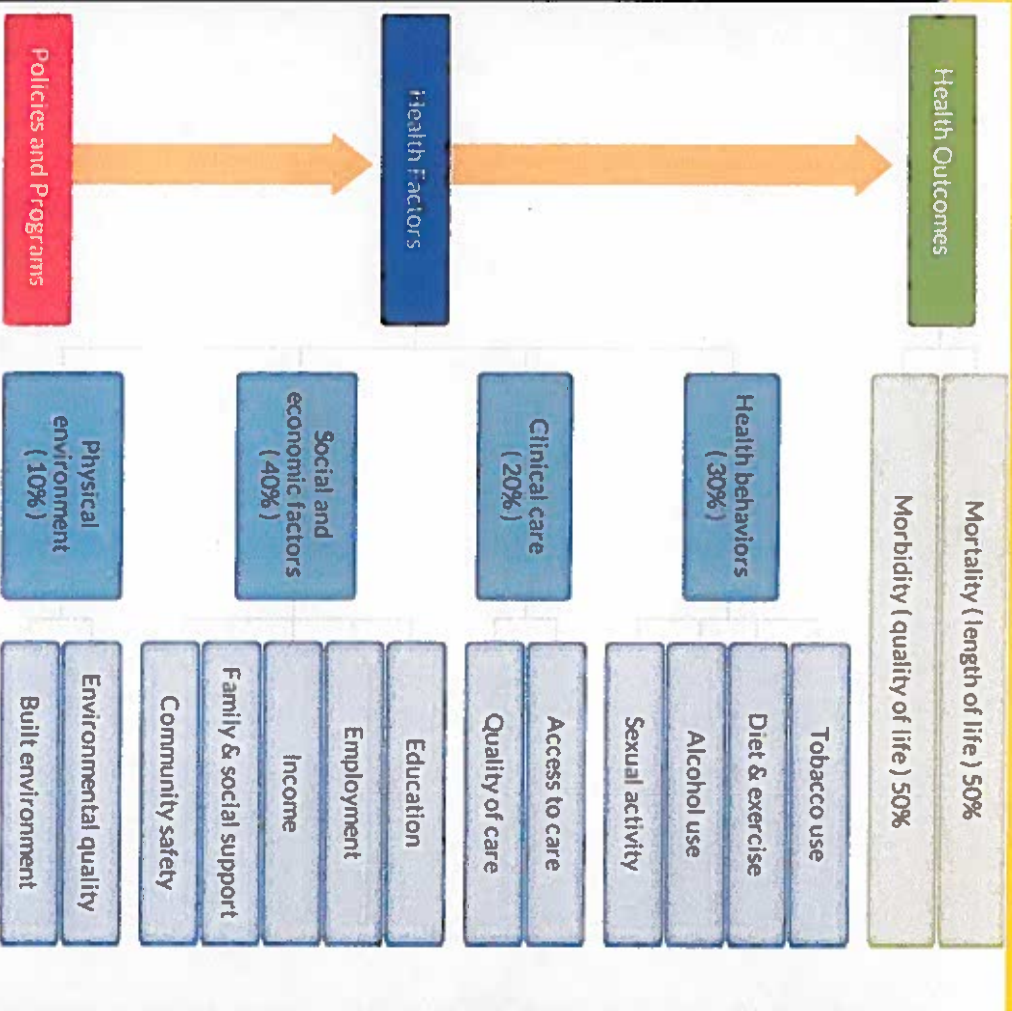 Health Outcomes
Mortality ( length of life ) 50%
Morbidity ( quality of life ) 50%
Health Factors
Health behaviors
( 30% )
Tobacco use
Diet & exercise
Alcohol use
Sexual activity
Clinical care
( 20% )
Access to care
Quality of care
Social and
economic factors
( 40% )
Education
Employment
Income
Family & social support
Community safety
Physical
environment
( 10% )
Environmental quality
Built environment
Policies and Programs